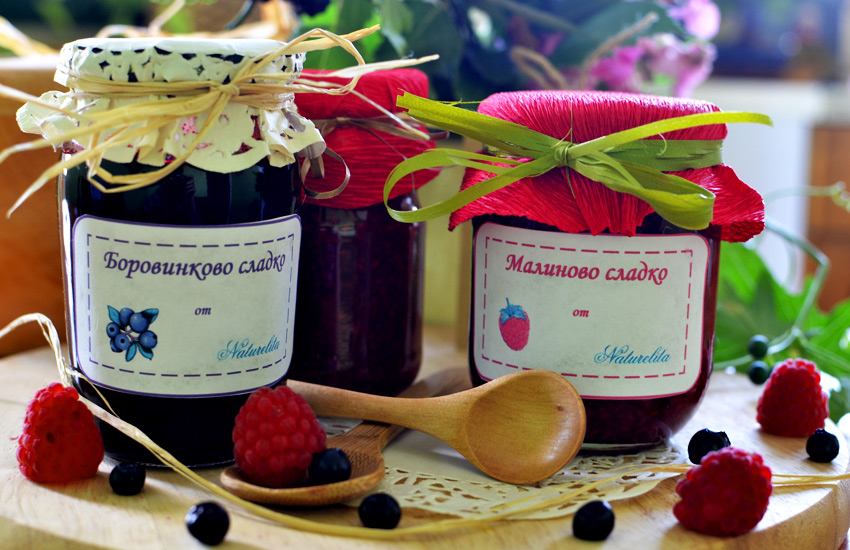 Боровинково сладко
от
Naturelita
Малиново сладко
от
Naturelita